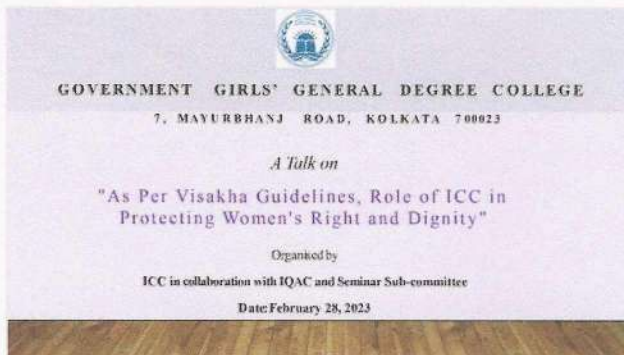 GOVERNMENT GIRLS' GENERAL DEGREE COLLEGE
7, MAYURBHANJ ROAD, KOLKATA 700023
A Talk on
"As Per Visakha Guidelines, Role of ICC in
Protecting Women's Right and Dignity"
Organised by
ICC in collaboration with IQAC and Seminar Sub-committee
Date: February 28, 2023